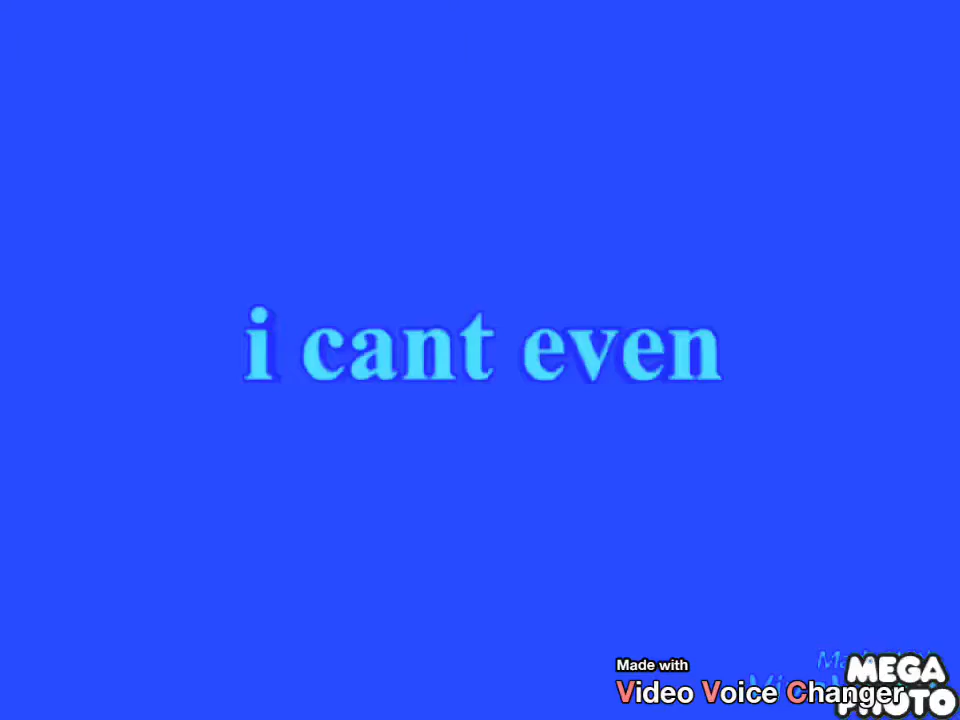 i cant even
Made with
Video Voice Changer
MEGA
PHOTO